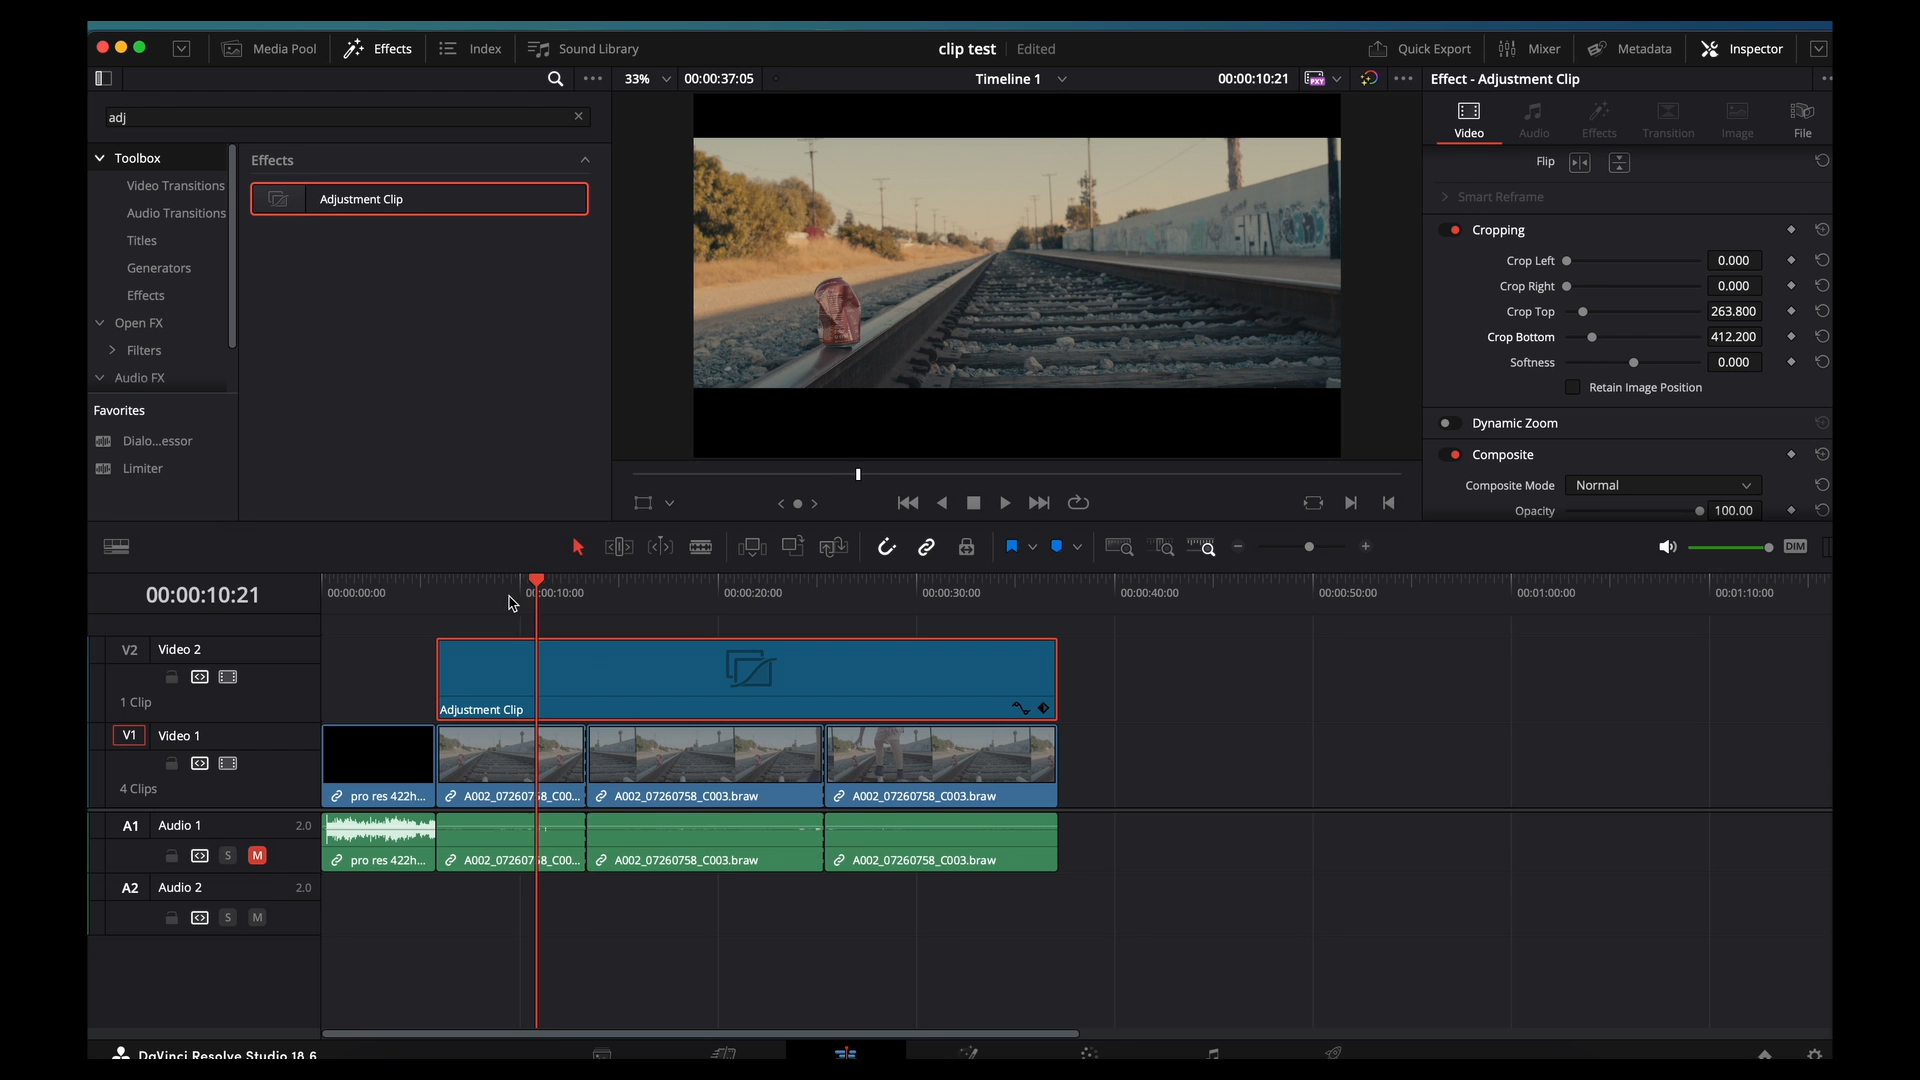 Media Pool
Effects
Index
Sound Library
clip test
Edited
Quick Export
Mixer
Metadata
Inspector
33%
00:00:37:05
Timeline 1
00:00:10:21
PXY
Effect - Adjustment Clip
adj
Video
Audio
Effects
Transition
Image
File
Toolbox
Video Transitions
Audio Transitions
Titles
Generators
Effects
Open FX
Filters
Audio FX
Favorites
Dialo...essor
Limiter
Effects
Adjustment Clip
Flip
Smart Reframe
Cropping
Crop Left 0.000
Crop Right 0.000
Crop Top 263.800
Crop Bottom 412.200
Softness 0.000
Retain Image Position
Dynamic Zoom
Composite
Composite Mode Normal
Opacity 100.00
DIM
00:00:10:21
00:00:00:00
00:00:10:00
00:00:20:00
00:00:30:00
00:00:40:00
00:00:50:00
00:01:00:00
00:01:10:00
V2 Video 2
1 Clip
Adjustment Clip
V1 Video 1
4 Clips
pro res 422h...
A002_07260758_C00...
A002_07260758_C003.braw
A002_07260758_C003.braw
A1 Audio 1 2.0
S M
pro res 422h...
A002_07260758_C00...
A002_07260758_C003.braw
A002_07260758_C003.braw
A2 Audio 2 2.0
S M
DaVinci Resolve Studio 18.6